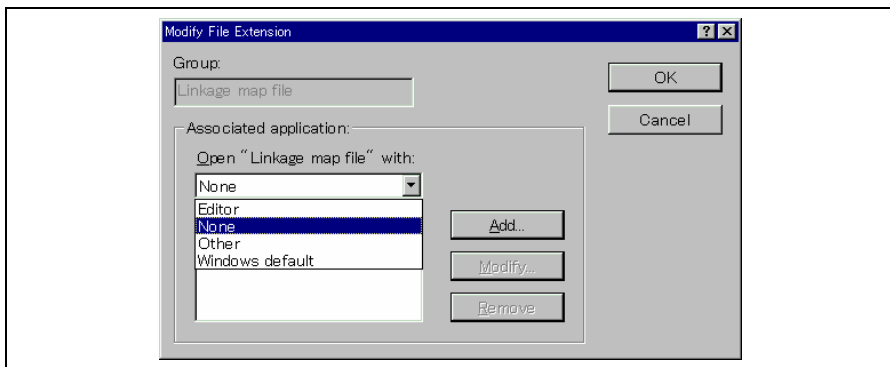 Modify File Extension
Group:
Linkage map file
OK
Cancel
Associated application:
Open "Linkage map file" with:
None
Editor
None
Other
Windows default
Add...
Modify...
Remove